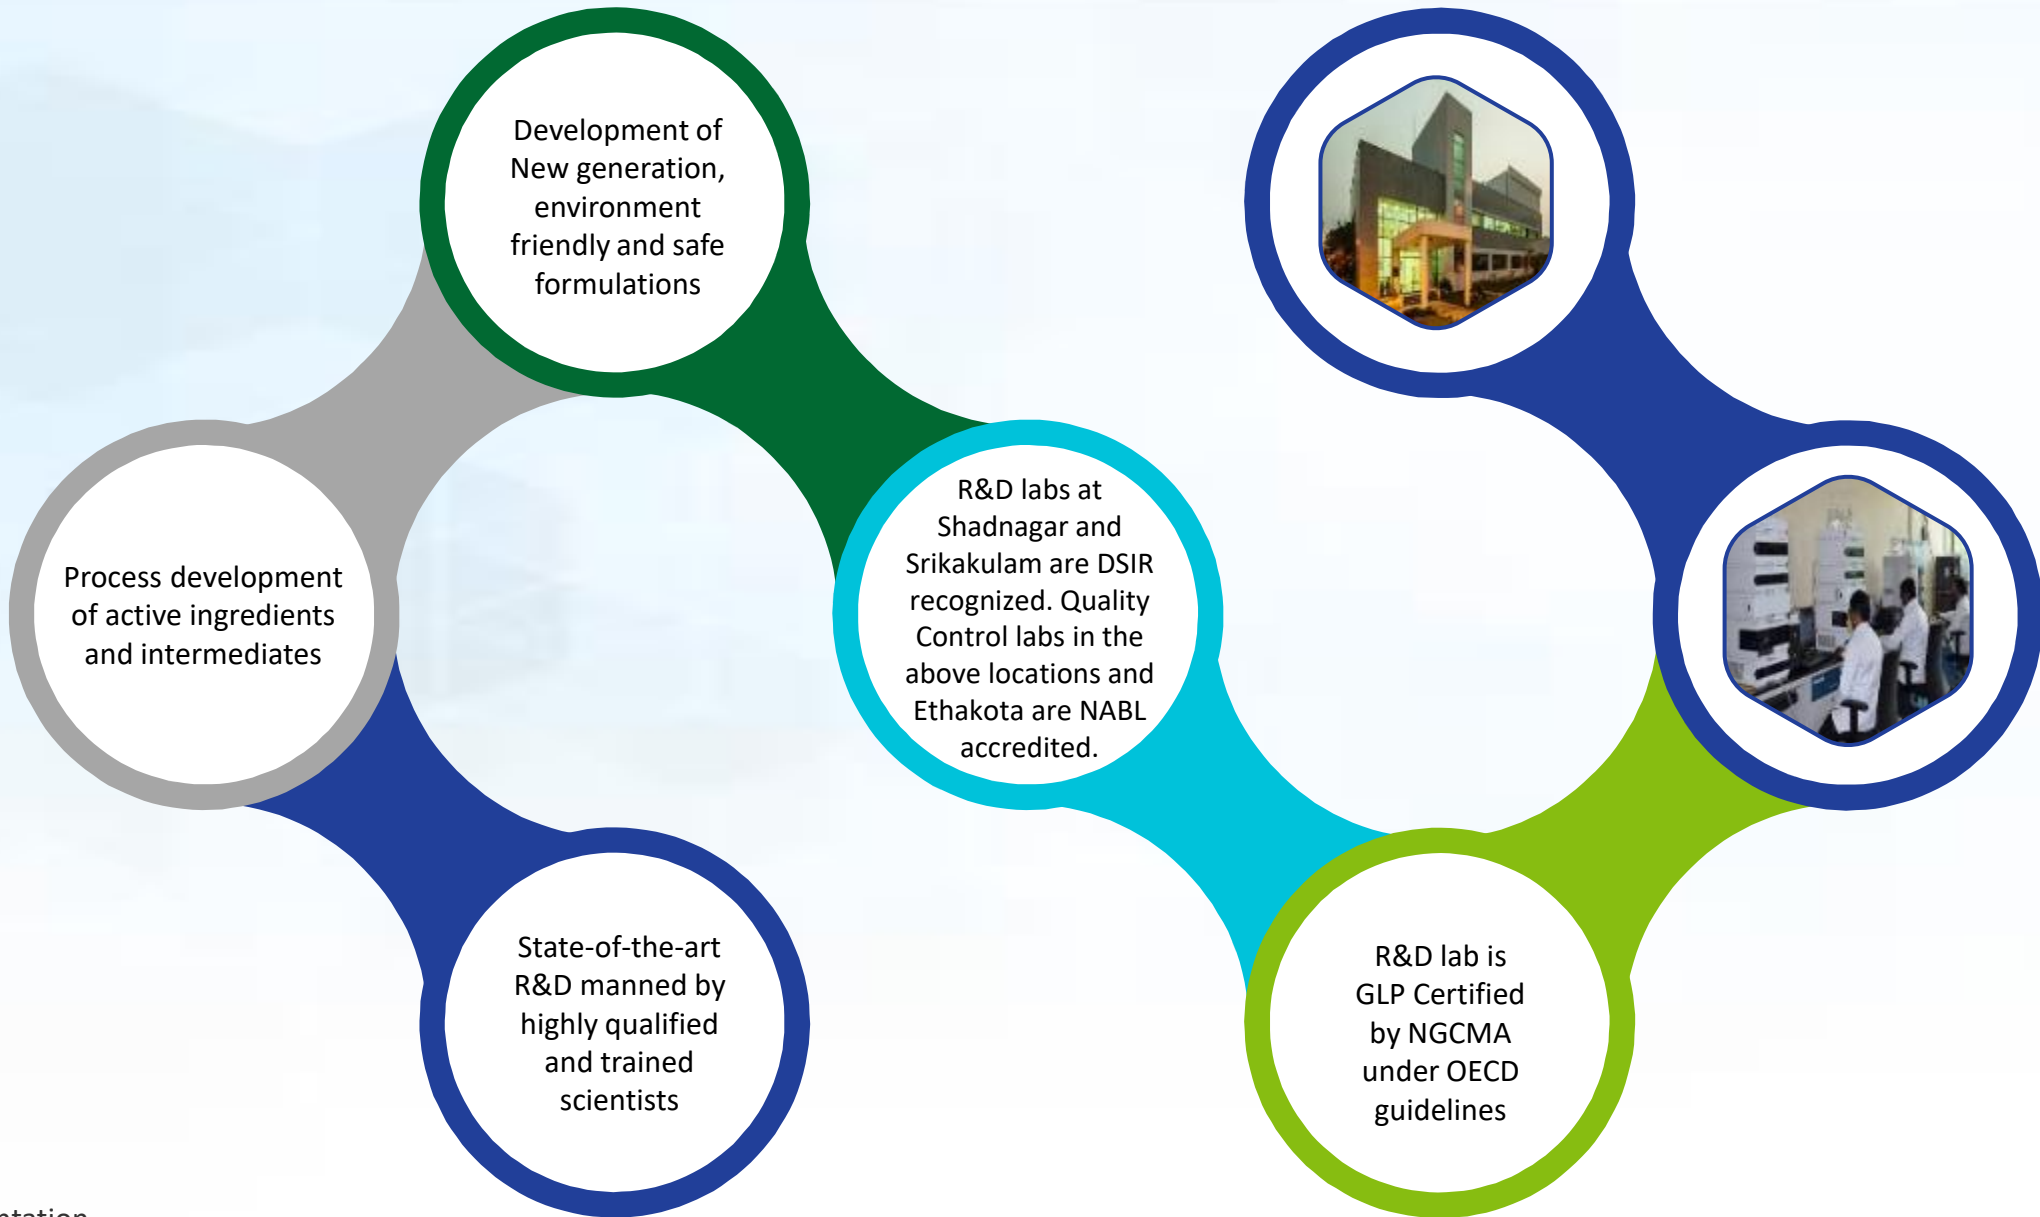 Development of
New generation,
environment
friendly and safe
formulations
Process development
of active ingredients
and intermediates
R&D labs at
Shadnagar and
Srikakulam are DSIR
recognized. Quality
Control labs in the
above locations and
Ethakota are NABL
accredited.
State-of-the-art
R&D manned by
highly qualified
and trained
scientists
R&D lab is
GLP Certified
by NGCMA
under OECD
guidelines